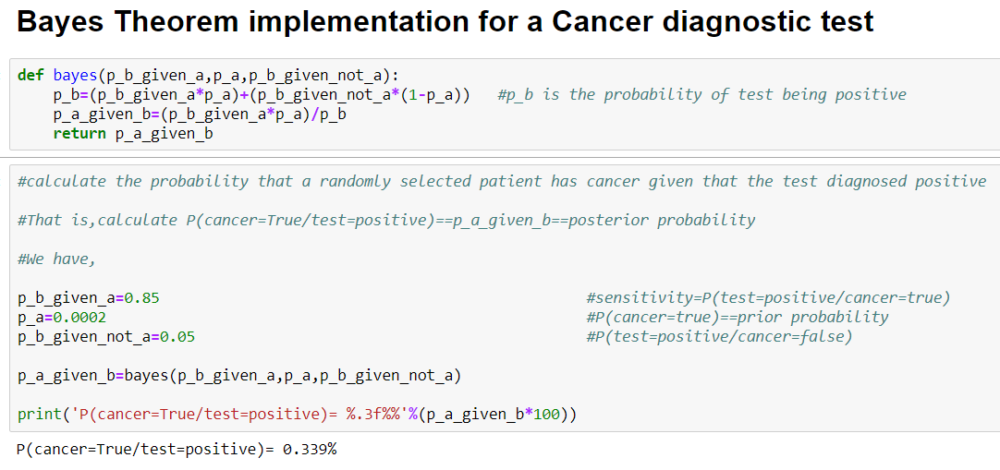 Bayes Theorem implementation for a Cancer diagnostic test
def bayes(p_b_given_a,p_a,p_b_given_not_a):
    p_b=(p_b_given_a*p_a)+(p_b_given_not_a*(1-p_a))   #p_b is the probability of test being positive
    p_a_given_b=(p_b_given_a*p_a)/p_b
    return p_a_given_b
#calculate the probability that a randomly selected patient has cancer given that the test diagnosed positive
#That is,calculate P(cancer=True/test=positive)==p_a_given_b==posterior probability
#We have,
p_b_given_a=0.85 #sensitivity=P(test=positive/cancer=true)
p_a=0.0002 #P(cancer=true)==prior probability
p_b_given_not_a=0.05 #P(test=positive/cancer=false)
p_a_given_b=bayes(p_b_given_a,p_a,p_b_given_not_a)
print('P(cancer=True/test=positive)= %.3f%%'%(p_a_given_b*100))
P(cancer=True/test=positive)= 0.339%